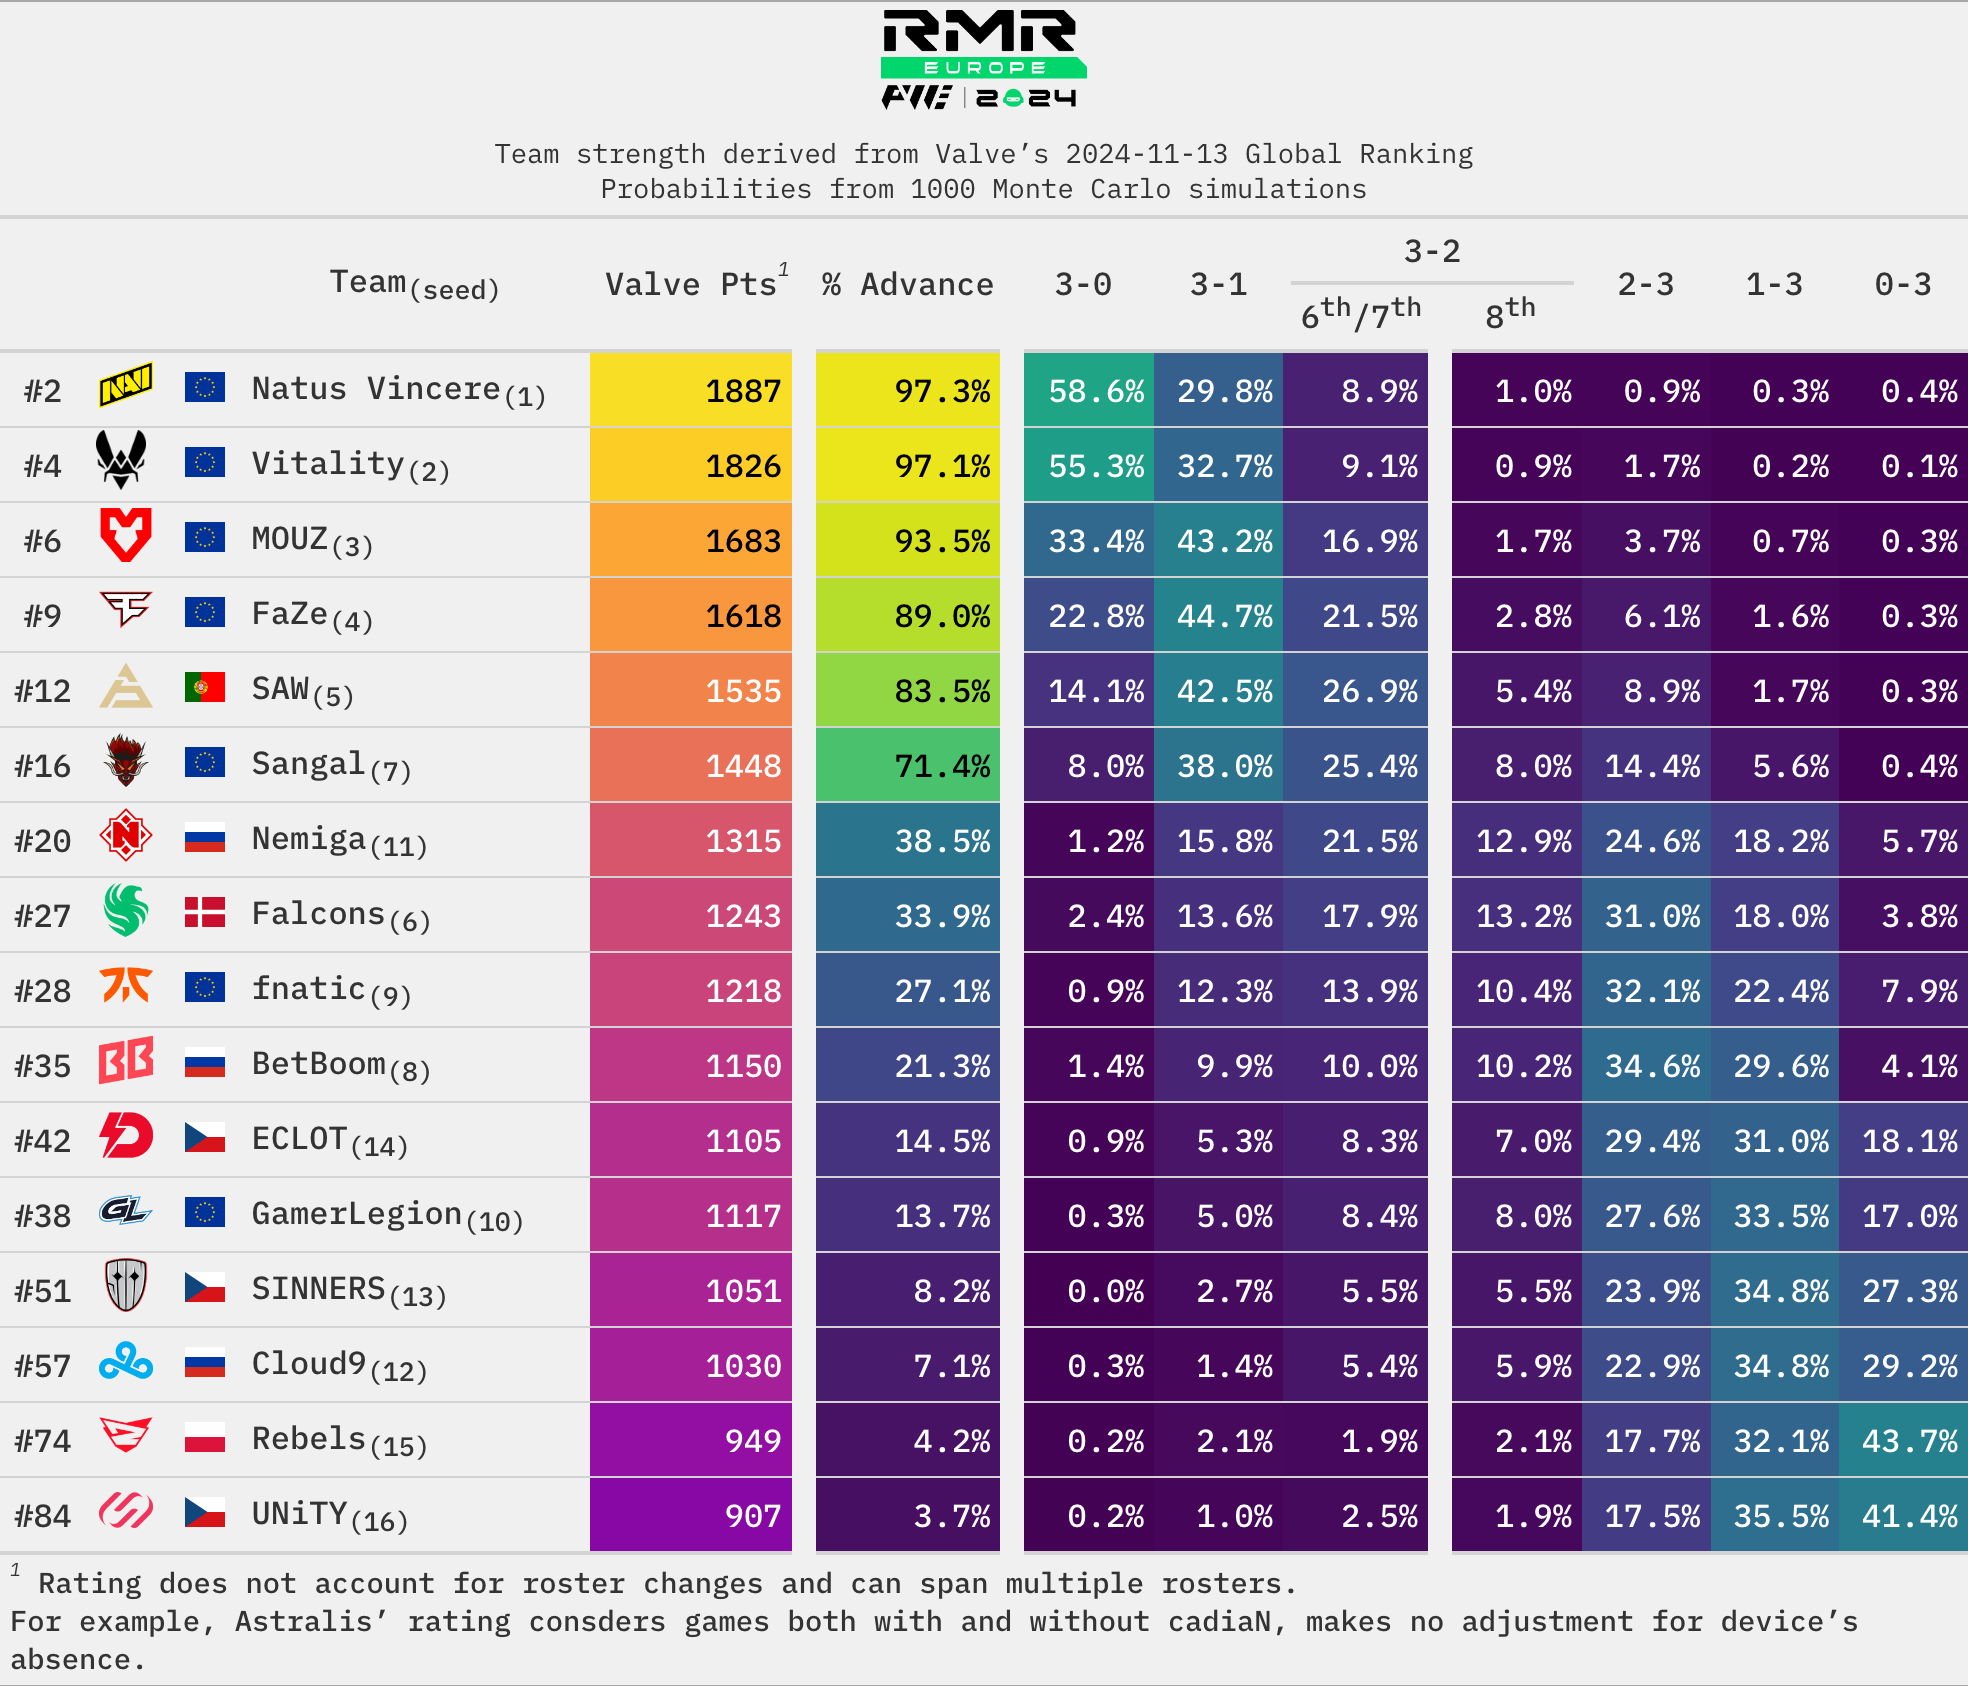 RMR
EUROPE
PWE | 2024
Team strength derived from Valve’s 2024-11-13 Global Ranking
Probabilities from 1000 Monte Carlo simulations
Team(seed) Valve Pts¹ % Advance 3-0 3-1 3-2 6th/7th 8th 2-3 1-3 0-3
#2 NAVI Natus Vincere(1) 1887 97.3% 58.6% 29.8% 8.9% 1.0% 0.9% 0.3% 0.4%
#4 Vitality(2) 1826 97.1% 55.3% 32.7% 9.1% 0.9% 1.7% 0.2% 0.1%
#6 MOUZ(3) 1683 93.5% 33.4% 43.2% 16.9% 1.7% 3.7% 0.7% 0.3%
#9 FaZe(4) 1618 89.0% 22.8% 44.7% 21.5% 2.8% 6.1% 1.6% 0.3%
#12 SAW(5) 1535 83.5% 14.1% 42.5% 26.9% 5.4% 8.9% 1.7% 0.3%
#16 Sangal(7) 1448 71.4% 8.0% 38.0% 25.4% 8.0% 14.4% 5.6% 0.4%
#20 N Nemiga(11) 1315 38.5% 1.2% 15.8% 21.5% 12.9% 24.6% 18.2% 5.7%
#27 Falcons(6) 1243 33.9% 2.4% 13.6% 17.9% 13.2% 31.0% 18.0% 3.8%
#28 fnatic(9) 1218 27.1% 0.9% 12.3% 13.9% 10.4% 32.1% 22.4% 7.9%
#35 BB BetBoom(8) 1150 21.3% 1.4% 9.9% 10.0% 10.2% 34.6% 29.6% 4.1%
#42 ECLOT(14) 1105 14.5% 0.9% 5.3% 8.3% 7.0% 29.4% 31.0% 18.1%
#38 GL GamerLegion(10) 1117 13.7% 0.3% 5.0% 8.4% 8.0% 27.6% 33.5% 17.0%
#51 SINNERS(13) 1051 8.2% 0.0% 2.7% 5.5% 5.5% 23.9% 34.8% 27.3%
#57 Cloud9(12) 1030 7.1% 0.3% 1.4% 5.4% 5.9% 22.9% 34.8% 29.2%
#74 Rebels(15) 949 4.2% 0.2% 2.1% 1.9% 2.1% 17.7% 32.1% 43.7%
#84 UNiTY(16) 907 3.7% 0.2% 1.0% 2.5% 1.9% 17.5% 35.5% 41.4%
¹ Rating does not account for roster changes and can span multiple rosters.
For example, Astralis’ rating consders games both with and without cadiaN, makes no adjustment for device’s
absence.